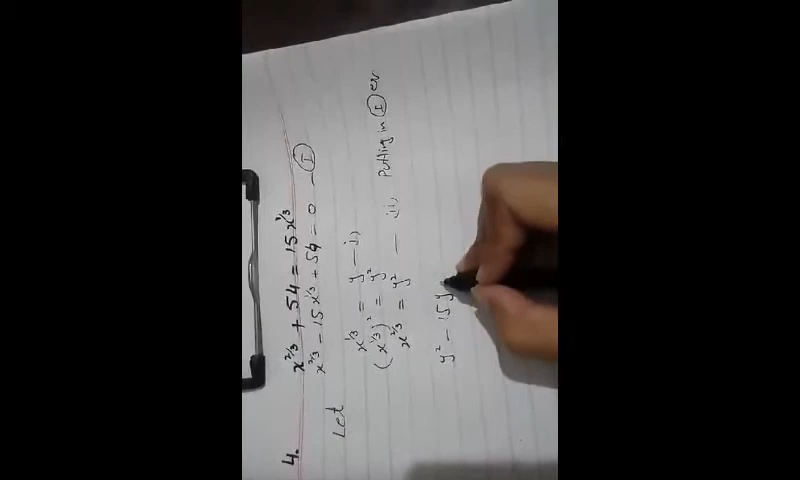 4. x^{2/3} + 54 = 15x^{1/3}
x^{2/3} - 15x^{1/3} + 54 = 0 - (I)
Let
x^{1/3} = y - i)
(x^{1/3})^2 = y^2
x^{2/3} = y^2 - ii) Putting in (I) eq
y^2 - 15y